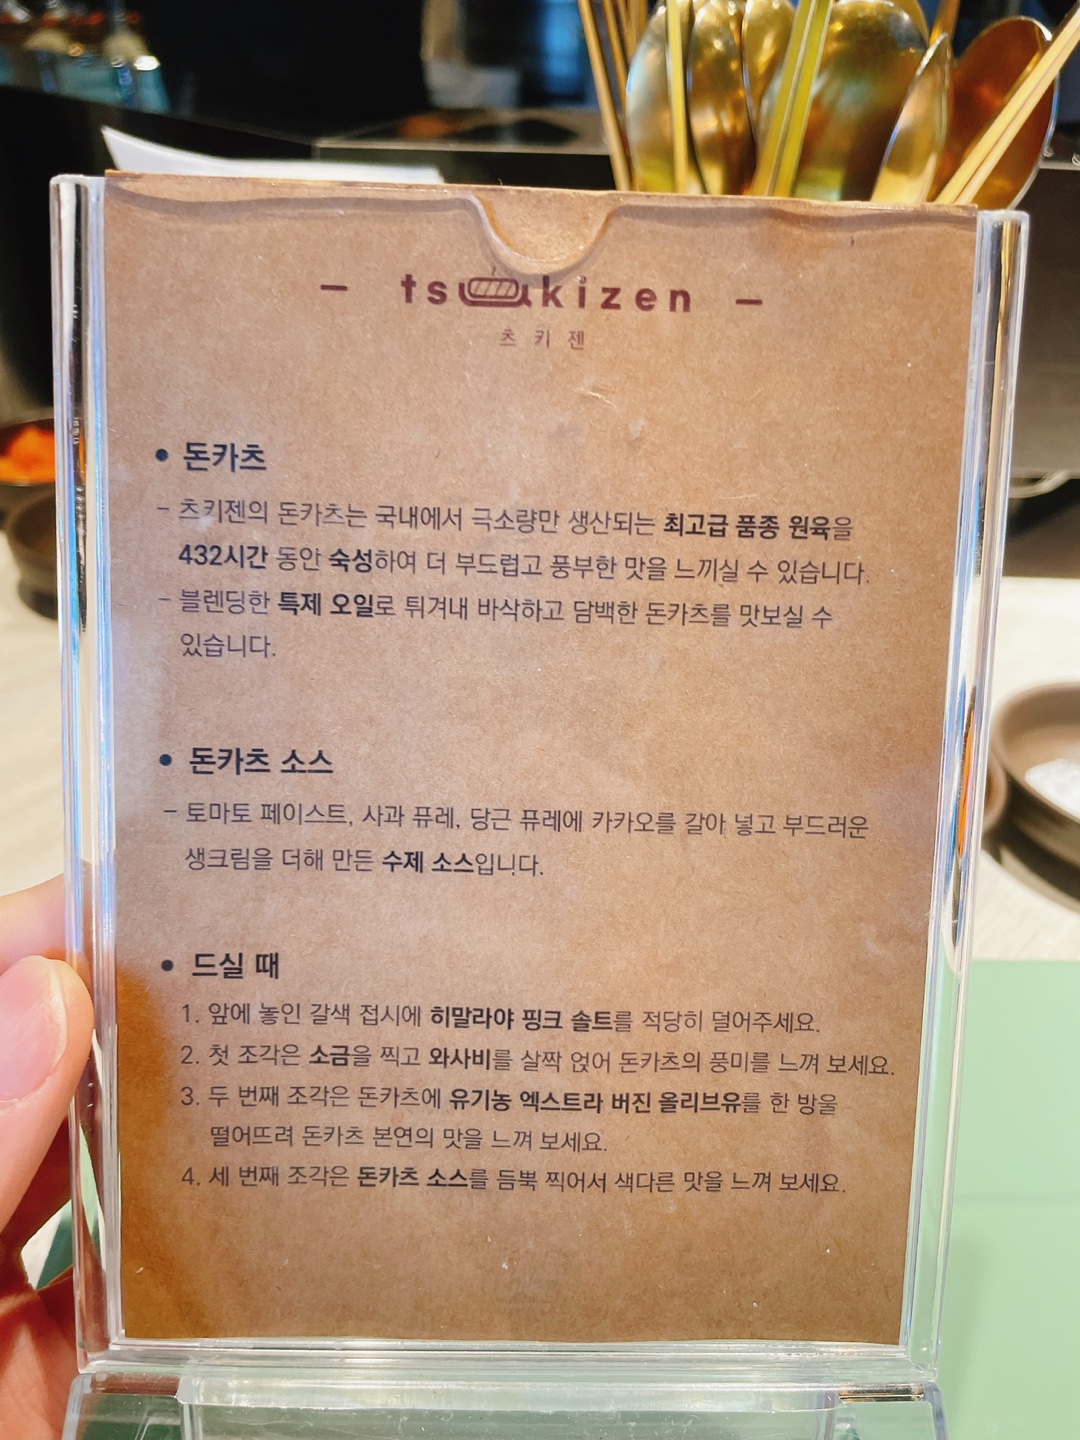 – tsukizen –
츠키젠
• 돈카츠
– 츠키젠의 돈카츠는 국내에서 극소량만 생산되는 최고급 품종 원육을
432시간 동안 숙성하여 더 부드럽고 풍부한 맛을 느끼실 수 있습니다.
– 블렌딩한 특제 오일로 튀겨내 바삭하고 담백한 돈카츠를 맛보실 수
있습니다.
• 돈카츠 소스
– 토마토 페이스트, 사과 퓨레, 당근 퓨레에 카카오를 갈아 넣고 부드러운
생크림을 더해 만든 수제 소스입니다.
• 드실 때
1. 앞에 놓인 갈색 접시에 히말라야 핑크 솔트를 적당히 덜어주세요.
2. 첫 조각은 소금을 찍고 와사비를 살짝 얹어 돈카츠의 풍미를 느껴 보세요.
3. 두 번째 조각은 돈카츠에 유기농 엑스트라 버진 올리브유를 한 방울
떨어뜨려 돈카츠 본연의 맛을 느껴 보세요.
4. 세 번째 조각은 돈카츠 소스를 듬뿍 찍어서 색다른 맛을 느껴 보세요.